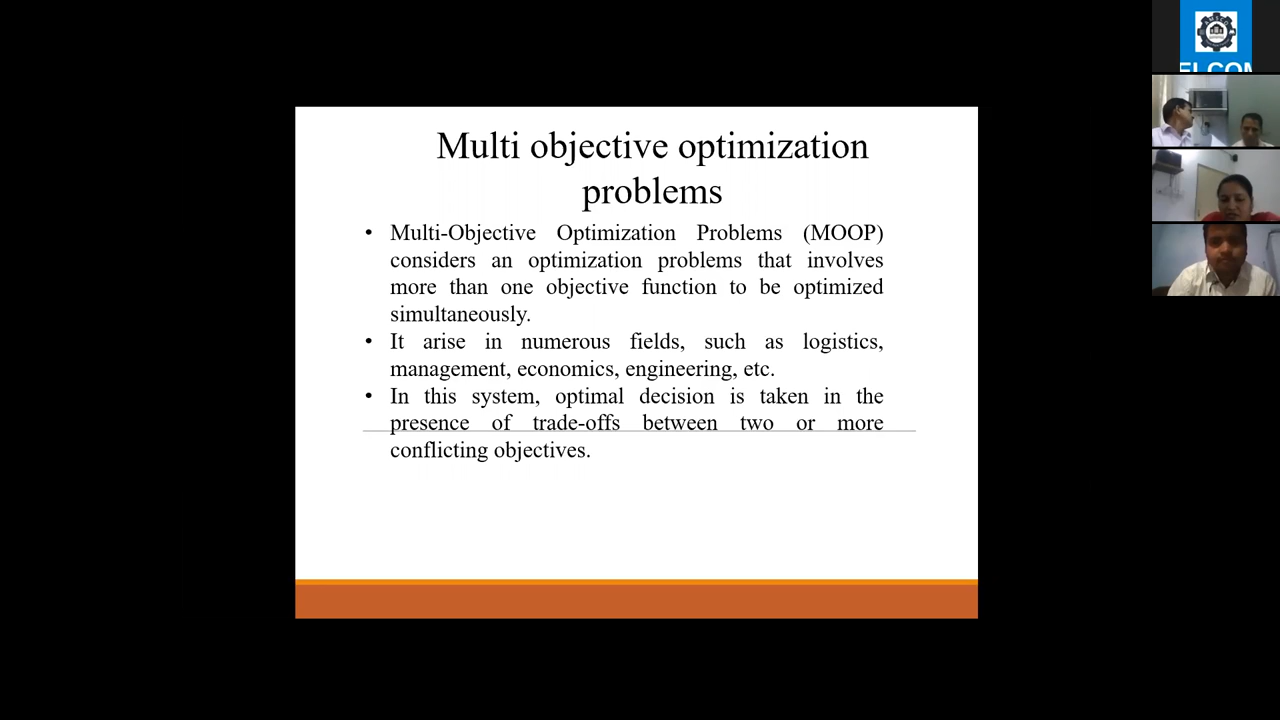 Multi objective optimization
problems
• Multi-Objective Optimization Problems (MOOP)
considers an optimization problems that involves
more than one objective function to be optimized
simultaneously.
• It arise in numerous fields, such as logistics,
management, economics, engineering, etc.
• In this system, optimal decision is taken in the
presence of trade-offs between two or more
conflicting objectives.